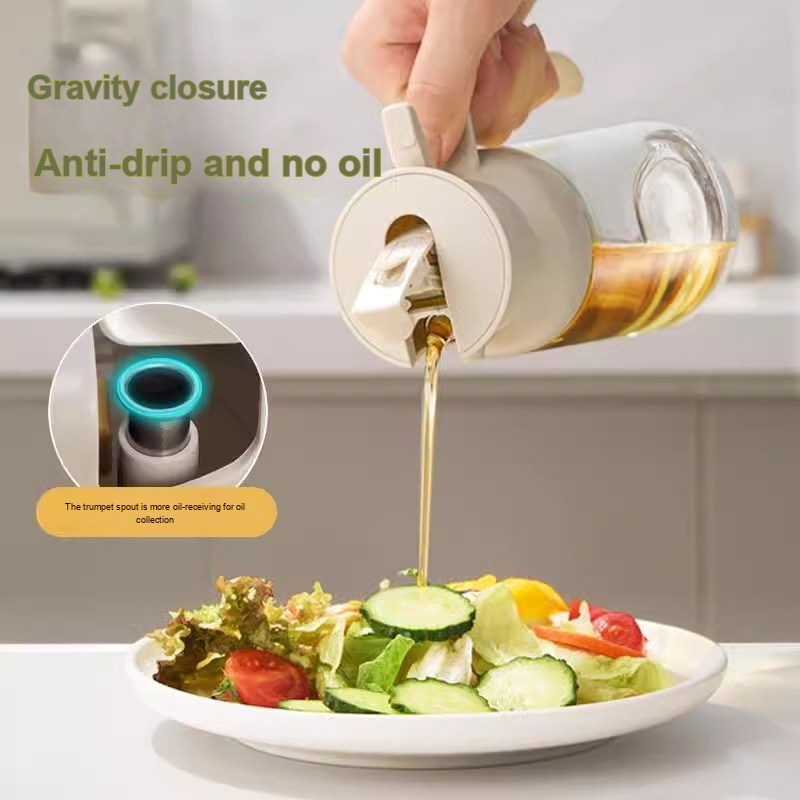 Gravity closure
Anti-drip and no oil
The trumpet spout is more oil-receiving for oil
collection